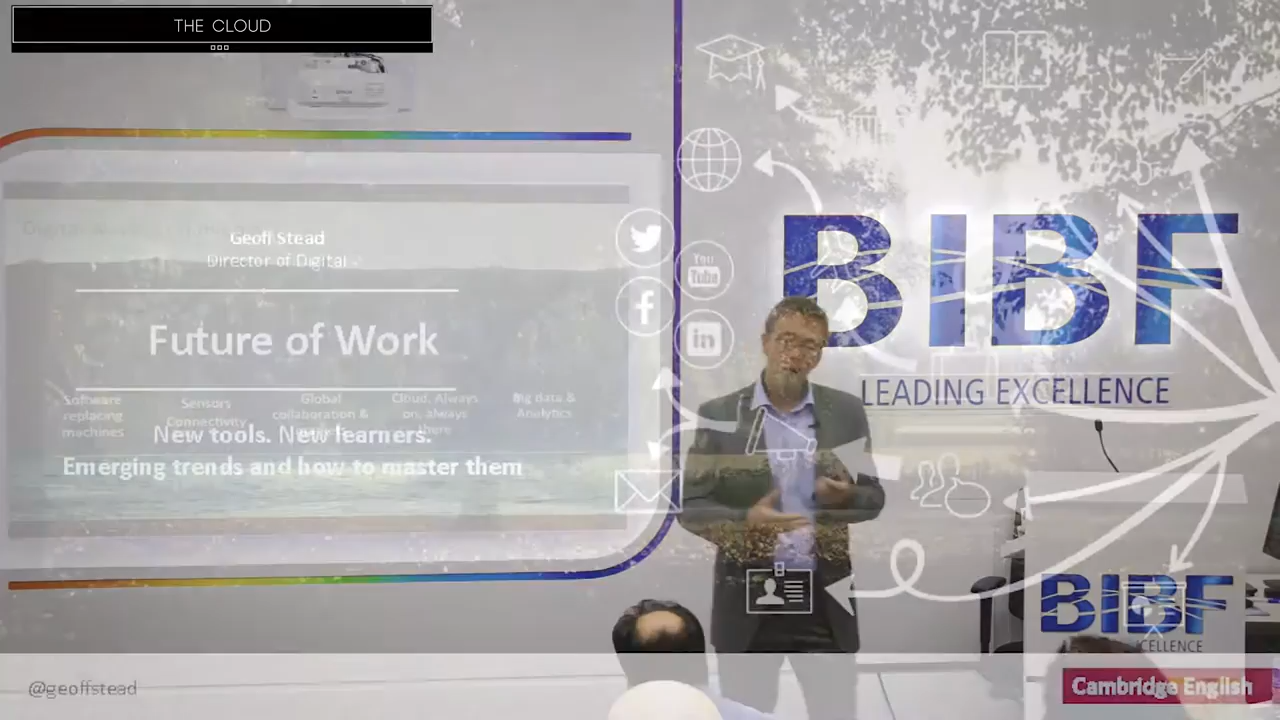 THE CLOUD
Geoff Stead
Director of Digital
Future of Work
Software replacing machines
Sensors Connectivity
Global collaboration &
Cloud, Always on, always there
Big data & Analytics
New tools. New learners.
Emerging trends and how to master them
You
Tube
in
BIBF
LEADING EXCELLENCE
BIBF
EXCELLENCE
@geoffstead
Cambridge English